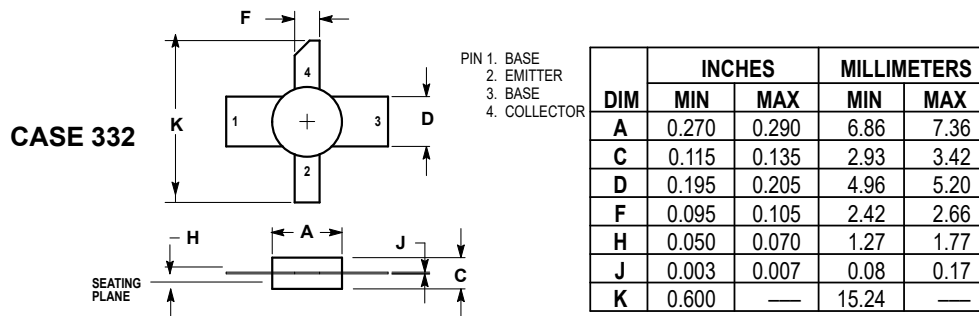 F
PIN 1. BASE
2. EMITTER
3. BASE
4. COLLECTOR
4
CASE 332
K
1
3
D
2
A
H
J
C
SEATING
PLANE
INCHES MILLIMETERS
DIM MIN MAX MIN MAX
A 0.270 0.290 6.86 7.36
C 0.115 0.135 2.93 3.42
D 0.195 0.205 4.96 5.20
F 0.095 0.105 2.42 2.66
H 0.050 0.070 1.27 1.77
J 0.003 0.007 0.08 0.17
K 0.600 –– 15.24 ––